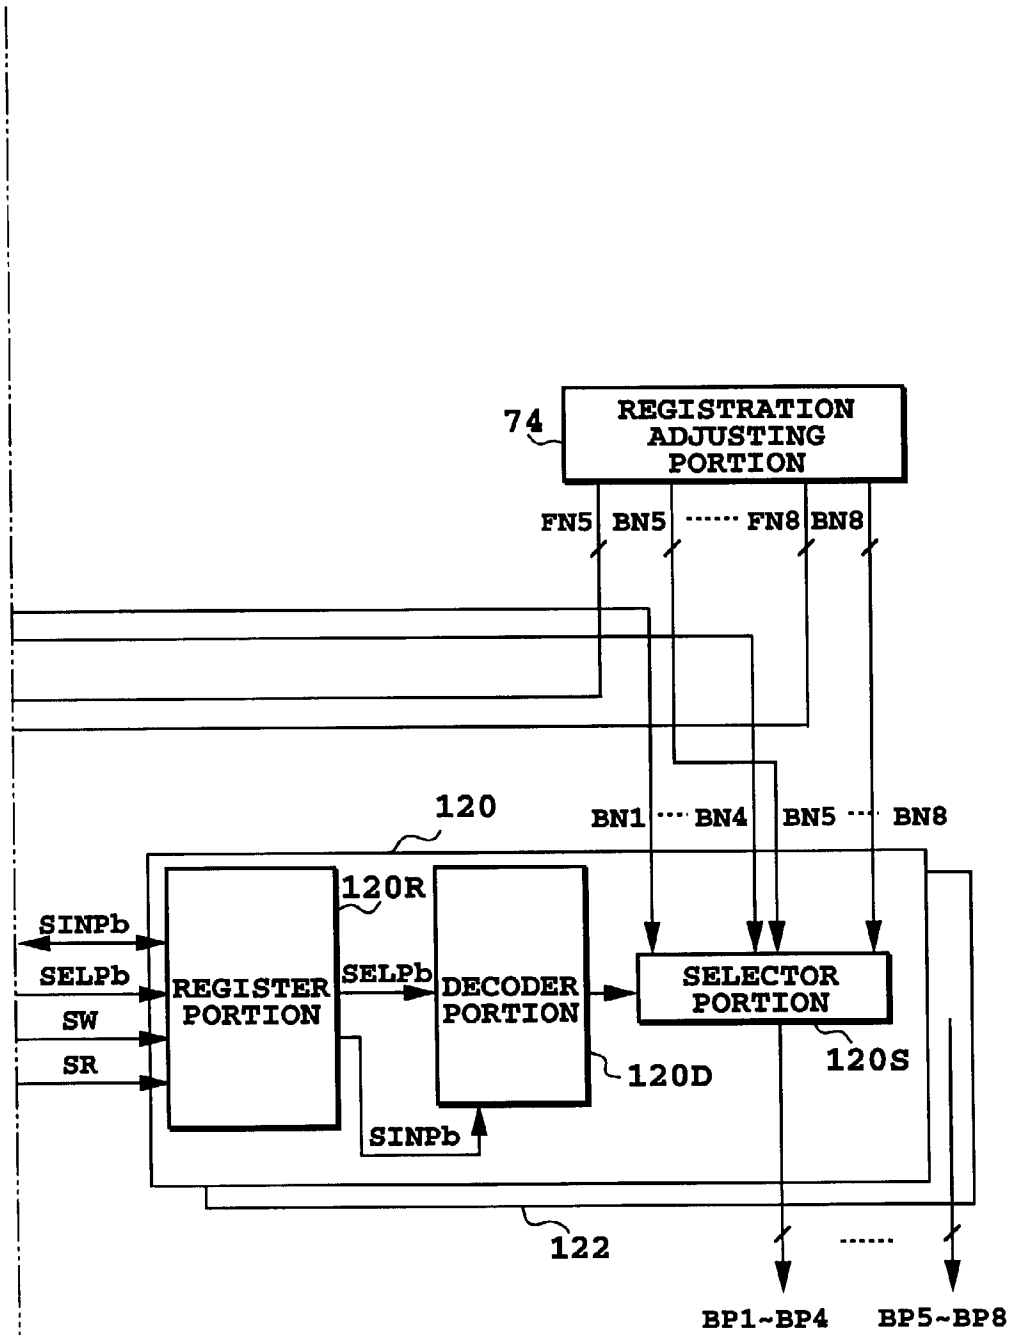 74
REGISTRATION
ADJUSTING
PORTION
FN5 BN5 ...... FN8 BN8
BN1 .... BN4 BN5 .... BN8
120
120R
SINPb
SELPb
SW
SR
REGISTER
PORTION
SELPb
DECODER
PORTION
SELECTOR
PORTION
120S
120D
SINPb
122
......
BP1~BP4 BP5~BP8